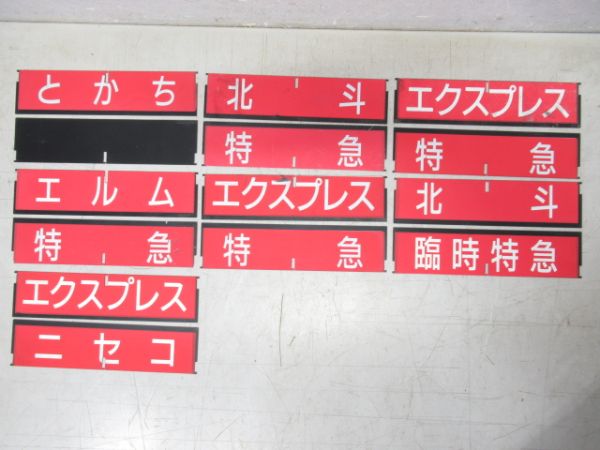 とかち
エルム
特急
エクスプレス
ニセコ
北斗
特急
エクスプレス
特急
エクスプレス
特急
北斗
臨時特急